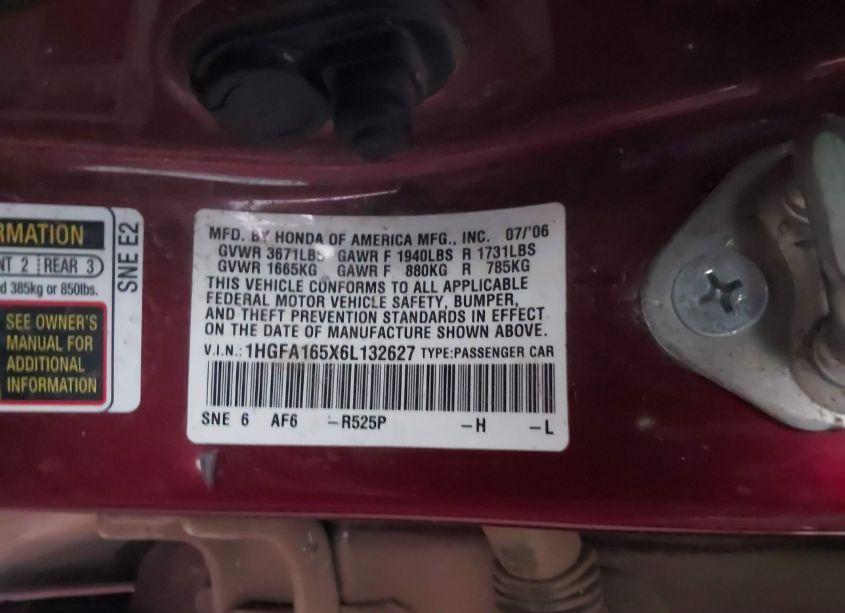 RMATION
NT 2 REAR 3
d 385kg or 850lbs.
SEE OWNER'S
MANUAL FOR
ADDITIONAL
INFORMATION
SNE E2
MFD. BY HONDA OF AMERICA MFG., INC. 07/'06
GVWR 3671LBS GAWR F 1940LBS R 1731LBS
GVWR 1665KG GAWR F 880KG R 785KG
THIS VEHICLE CONFORMS TO ALL APPLICABLE
FEDERAL MOTOR VEHICLE SAFETY, BUMPER,
AND THEFT PREVENTION STANDARDS IN EFFECT
ON THE DATE OF MANUFACTURE SHOWN ABOVE.
V.I.N.: 1HGFA165X6L132627 TYPE:PASSENGER CAR
SNE 6 AF6 -R525P -H -L